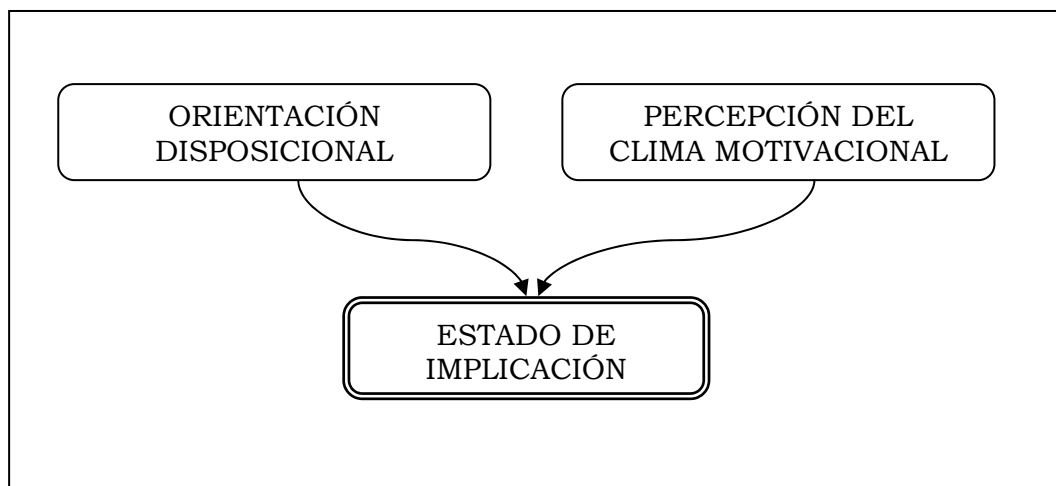 ORIENTACIÓN
DISPOSICIONAL
PERCEPCIÓN DEL
CLIMA MOTIVACIONAL
ESTADO DE
IMPLICACIÓN